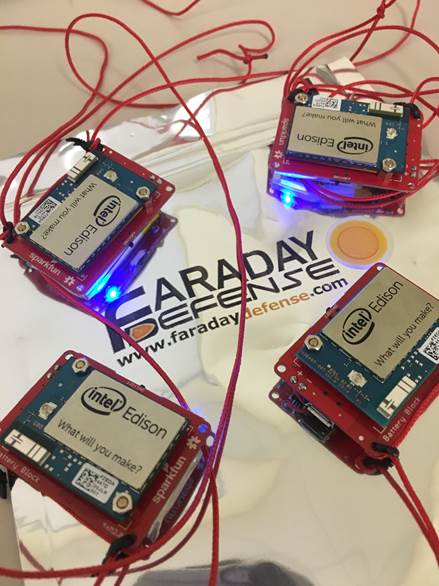 FARADAY
DEFENSE
www.faradaydefense.com
What will you make?
intel Edison
sparkfun
What will you make?
intel Edison
sparkfun
intel Edison
What will you make?
sparkfun
Battery Block
intel Edison
What will you make?
Battery Block